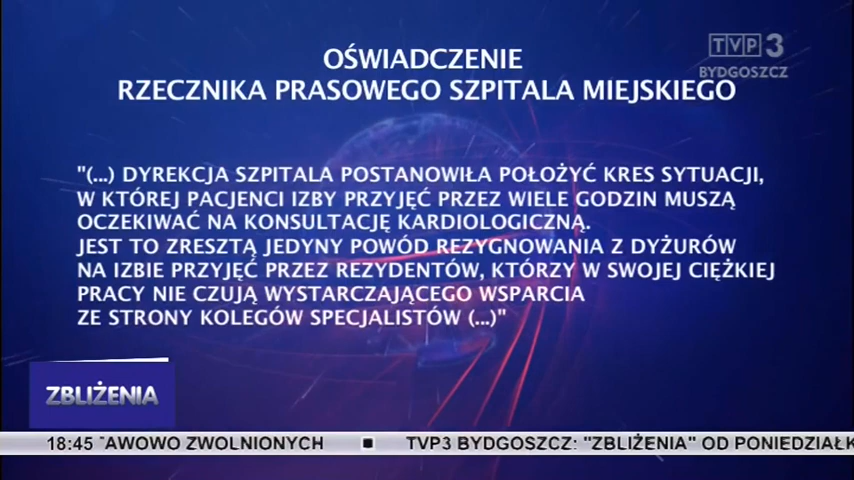 TVP3
BYDGOSZCZ
OŚWIADCZENIE
RZECZNIKA PRASOWEGO SZPITALA MIEJSKIEGO
"(...) DYREKCJA SZPITALA POSTANOWIŁA POŁOŻYĆ KRES SYTUACJI,
W KTÓREJ PACJENCI IZBY PRZYJĘĆ PRZEZ WIELE GODZIN MUSZĄ
OCZEKIWAĆ NA KONSULTACJĘ KARDIOLOGICZNĄ.
JEST TO ZRESZTĄ JEDYNY POWÓD REZYGNOWANIA Z DYŻURÓW
NA IZBIE PRZYJĘĆ PRZEZ REZYDENTÓW, KTÓRZY W SWOJEJ CIĘŻKIEJ
PRACY NIE CZUJĄ WYSTARCZAJĄCEGO WSPARCIA
ZE STRONY KOLEGÓW SPECJALISTÓW (...)"
ZBLIŻENIA
18:45 AWOWO ZWOLNIONYCH ■ TVP3 BYDGOSZCZ: "ZBLIŻENIA" OD PONIEDZIAŁK